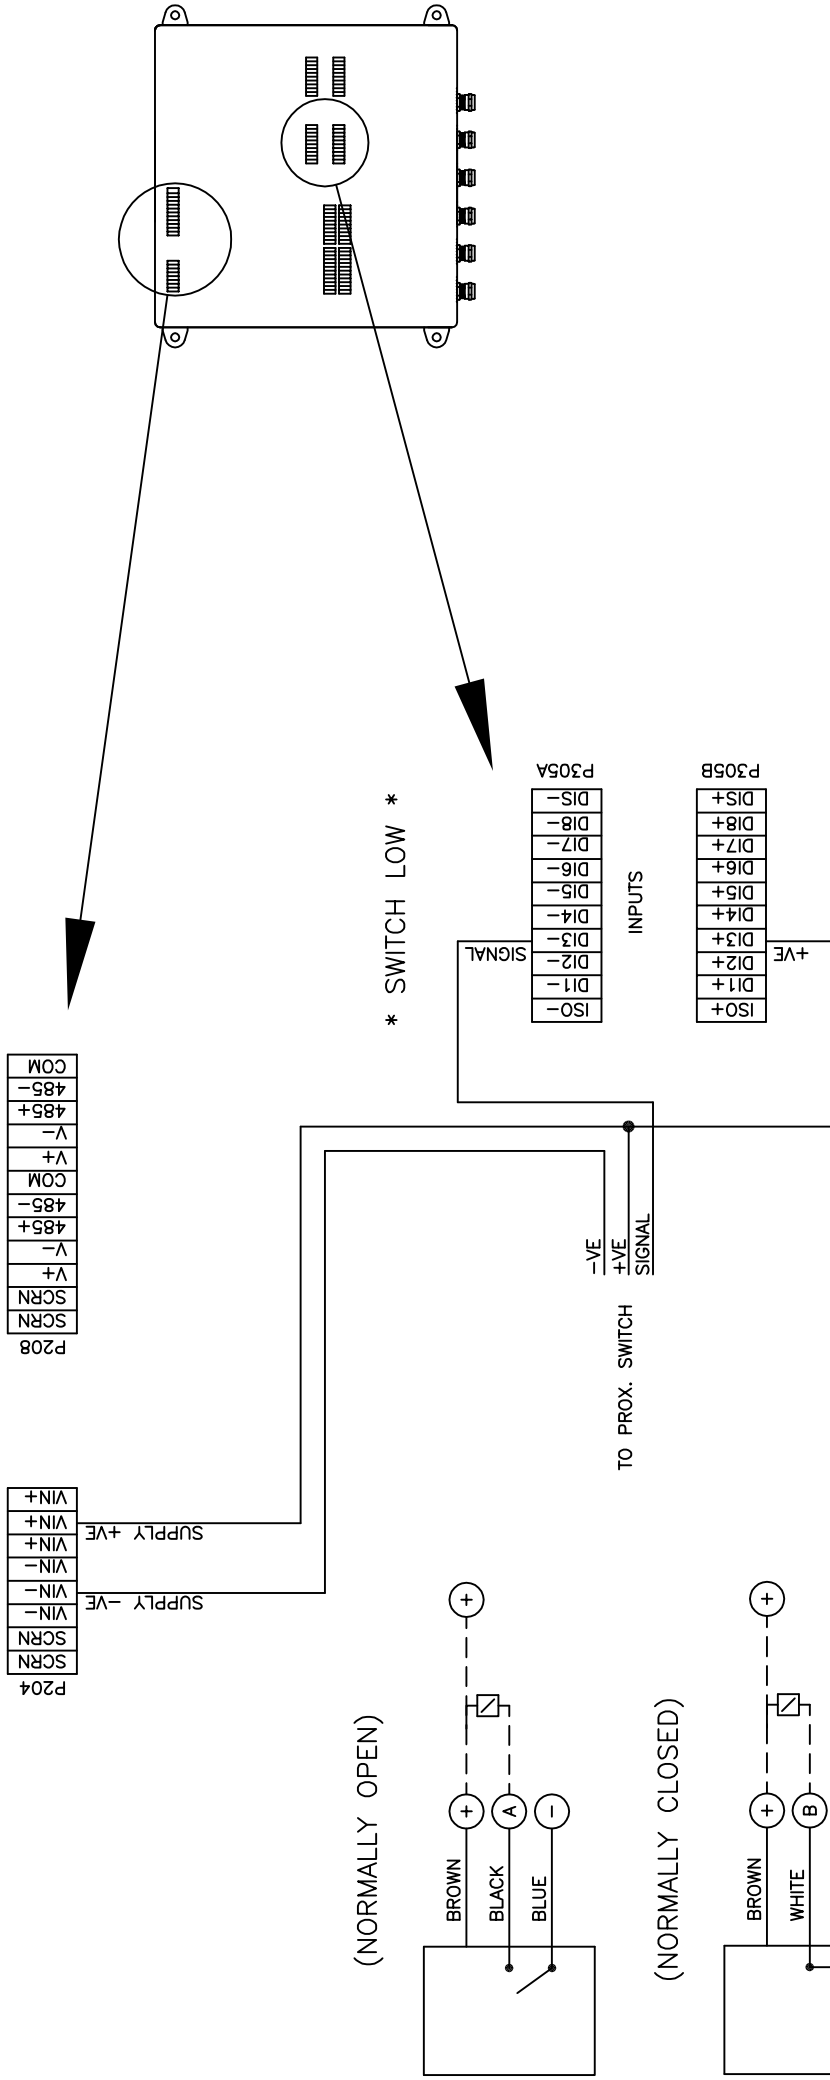 * SWITCH LOW *
P305A
DIS-
DI8-
DI7-
DI6-
DI5-
DI4-
DI3-
DI2-
DI1-
ISO-
SIGNAL
INPUTS
P305B
DIS+
DI8+
DI7+
DI6+
DI5+
DI4+
DI3+
DI2+
DI1+
ISO+
+VE
COM
485-
485+
V-
V+
COM
485-
485+
V-
V+
SCRN
SCRN
P208
-VE
+VE
SIGNAL
TO PROX. SWITCH
VIN+
VIN+
VIN+
VIN-
VIN-
VIN-
SCRN
SCRN
P204
SUPPLY +VE
SUPPLY -VE
(NORMALLY OPEN)
+
+
A
-
BROWN
BLACK
BLUE
(NORMALLY CLOSED)
+
+
B
BROWN
WHITE